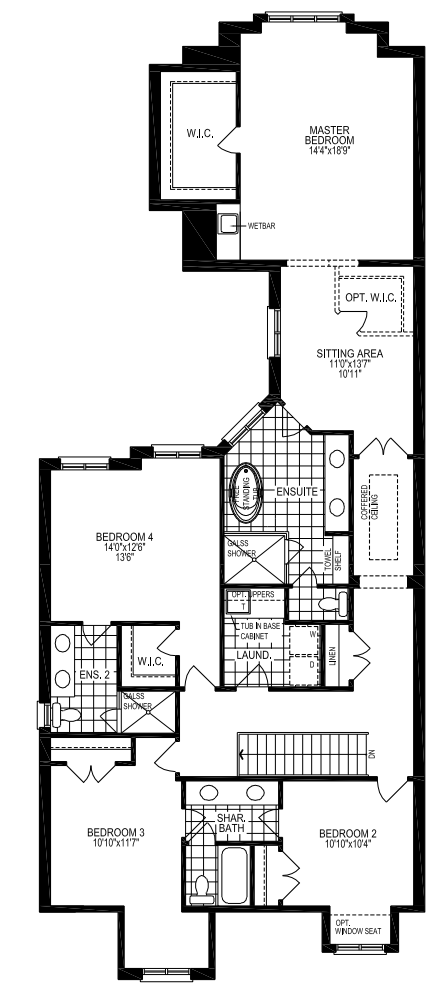 W.I.C.
MASTER
BEDROOM
14'4"x18'9"
WETBAR
OPT. W.I.C.
SITTING AREA
11'0"x13'7"
10'11"
FREE
STANDING
TUB
ENSUITE
COFFERED
CEILING
BEDROOM 4
14'0"x12'6"
13'6"
GALSS
SHOWER
TOWEL
SHELF
OPT. UPPERS
T
TUB IN BASE
CABINET
W
LAUND.
D
LINEN
ENS. 2
W.I.C.
GALSS
SHOWER
DN
BEDROOM 3
10'10"x11'7"
SHAR.
BATH
BEDROOM 2
10'10"x10'4"
OPT.
WINDOW SEAT